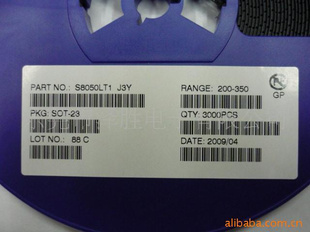 PART NO.: S8050LT1 J3Y
RANGE: 200-350
GP
PKG: SOT-23
QTY: 3000PCS
LOT NO.: 88 C
DATE: 2009/04
alibaba.com.cn